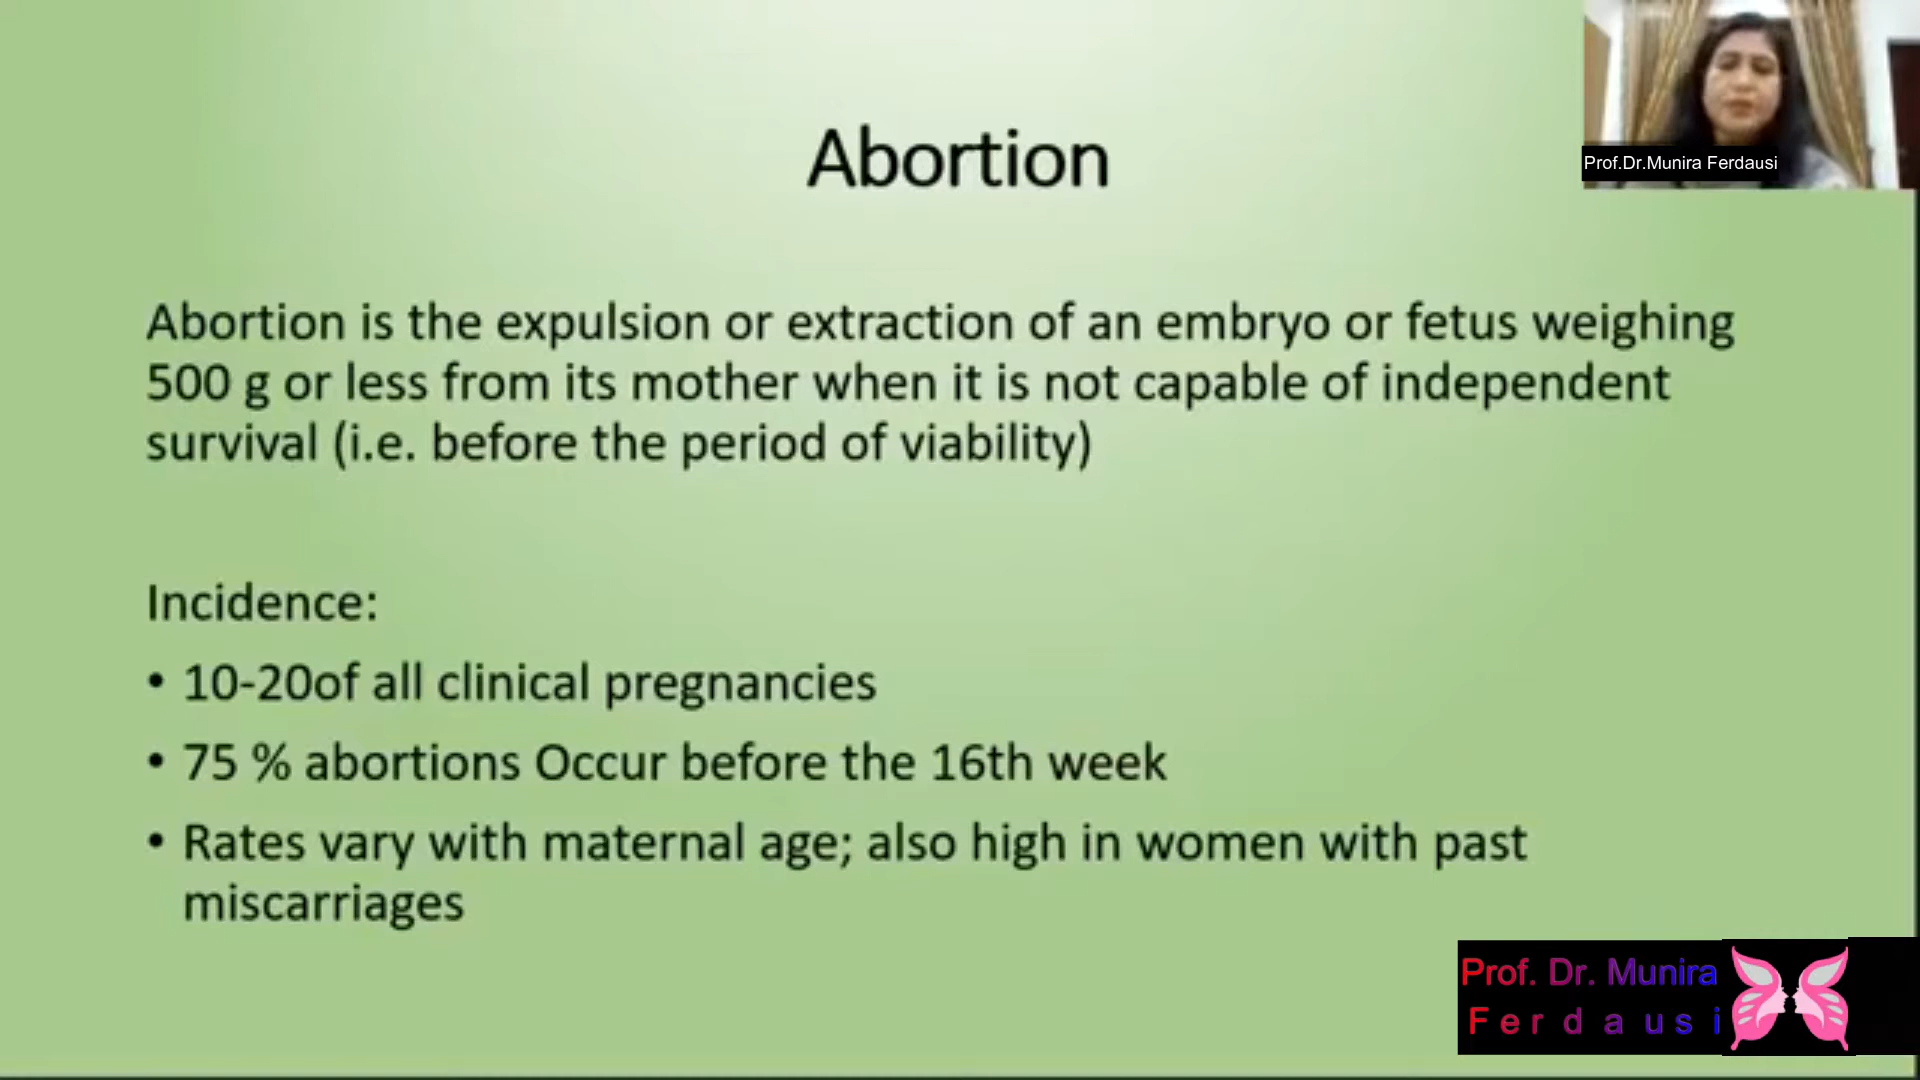 Prof.Dr.Munira Ferdausi
Abortion
Abortion is the expulsion or extraction of an embryo or fetus weighing
500 g or less from its mother when it is not capable of independent
survival (i.e. before the period of viability)
Incidence:
• 10-20of all clinical pregnancies
• 75 % abortions Occur before the 16th week
• Rates vary with maternal age; also high in women with past
miscarriages
Prof. Dr. Munira
Ferdausi